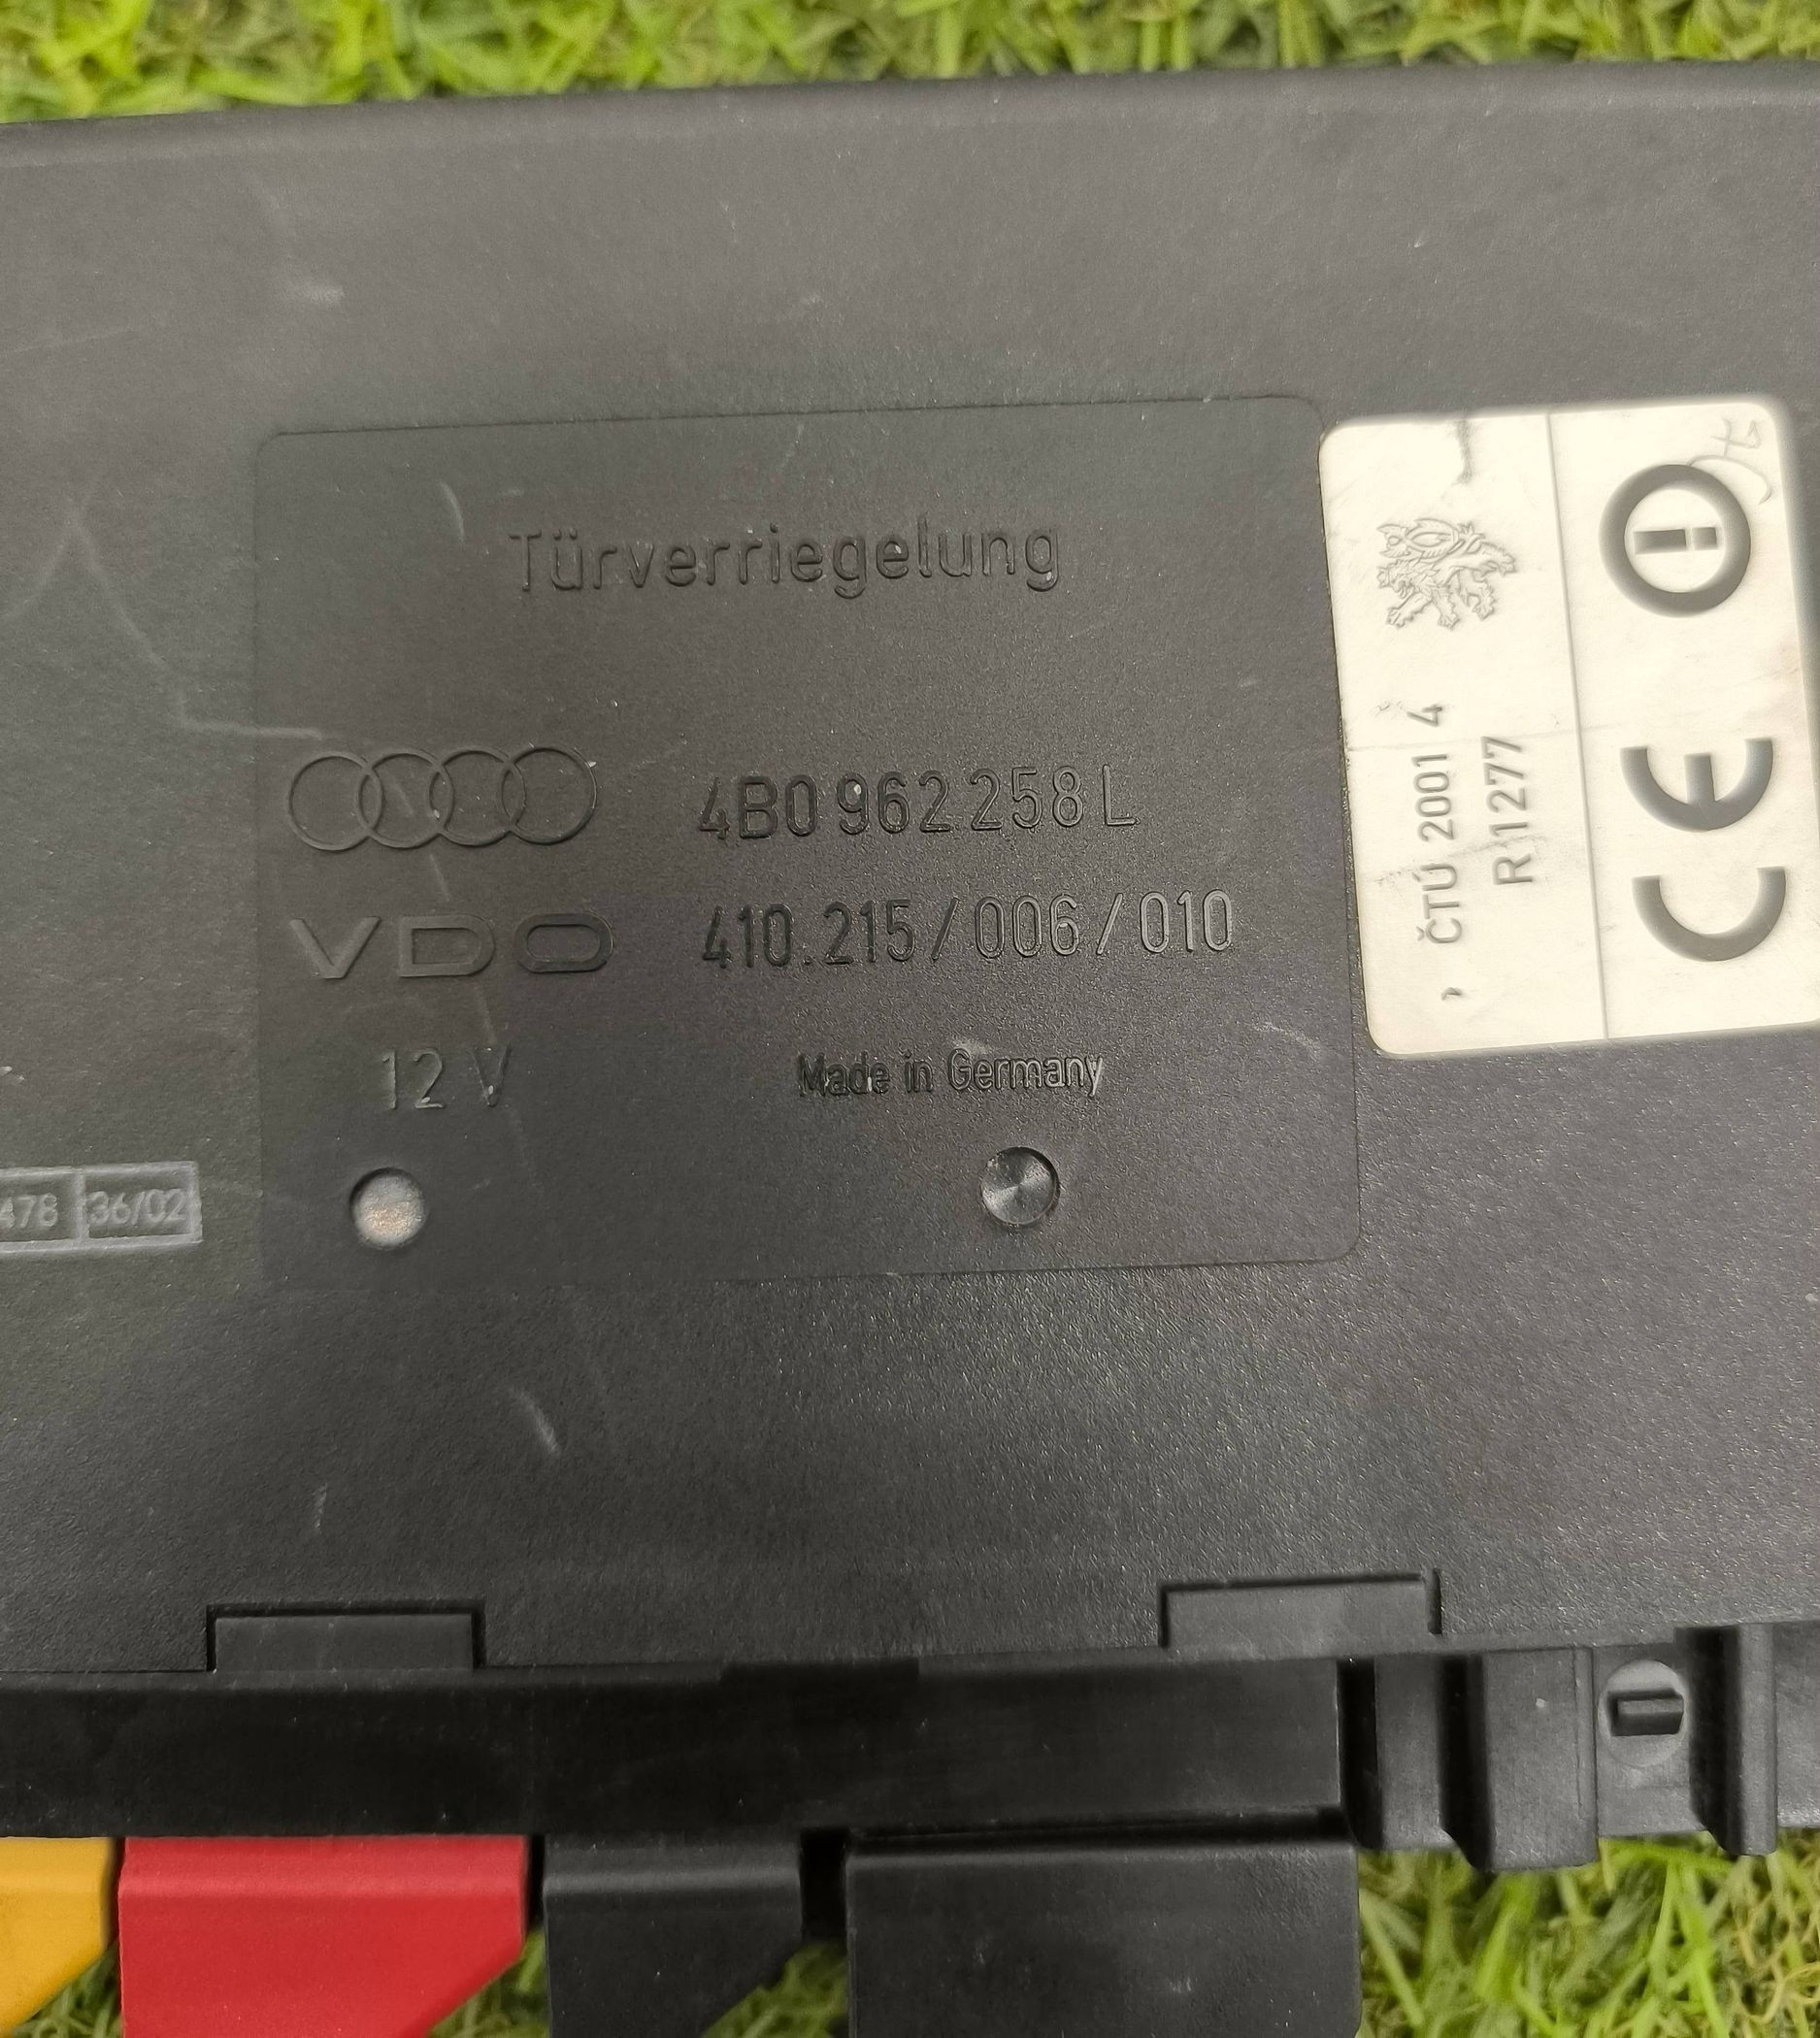 Türverriegelung
4B0 962 258 L
VDO 410.215/006/010
12 V Made in Germany
478 36/02
ČTÚ 2001 4
R1277
CE